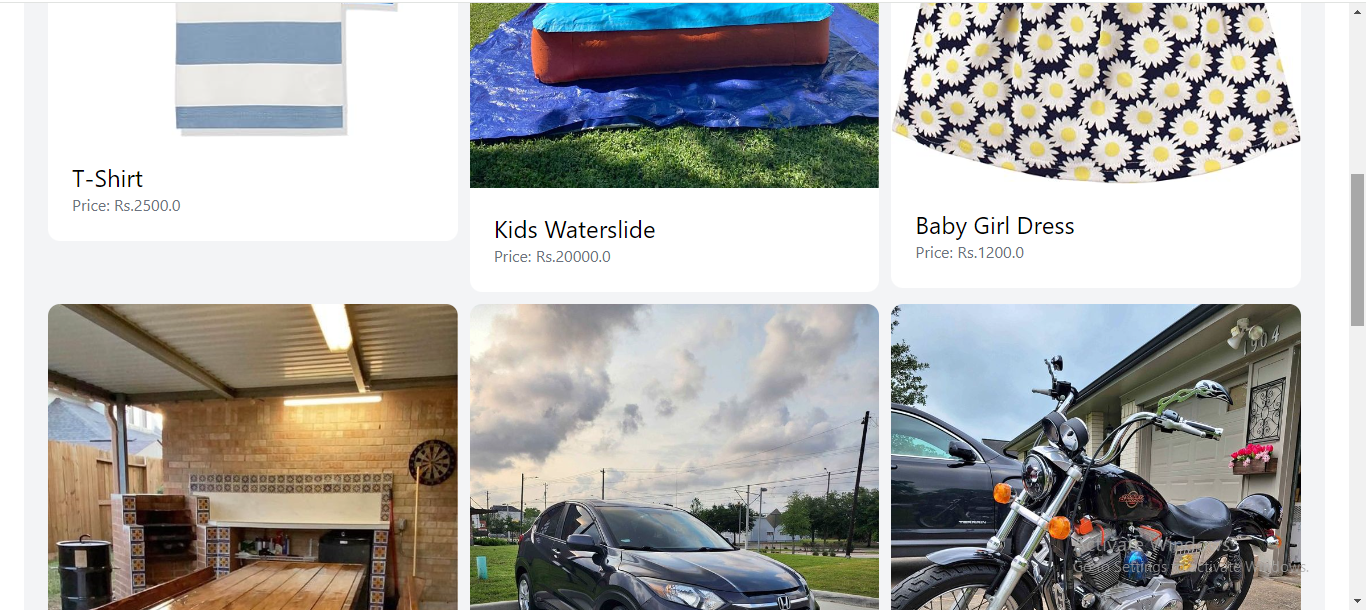 T-Shirt
Price: Rs.2500.0
Kids Waterslide
Price: Rs.20000.0
Baby Girl Dress
Price: Rs.1200.0
1904
TERRAIN
Activate Windows
Go to Settings to activate Windows.